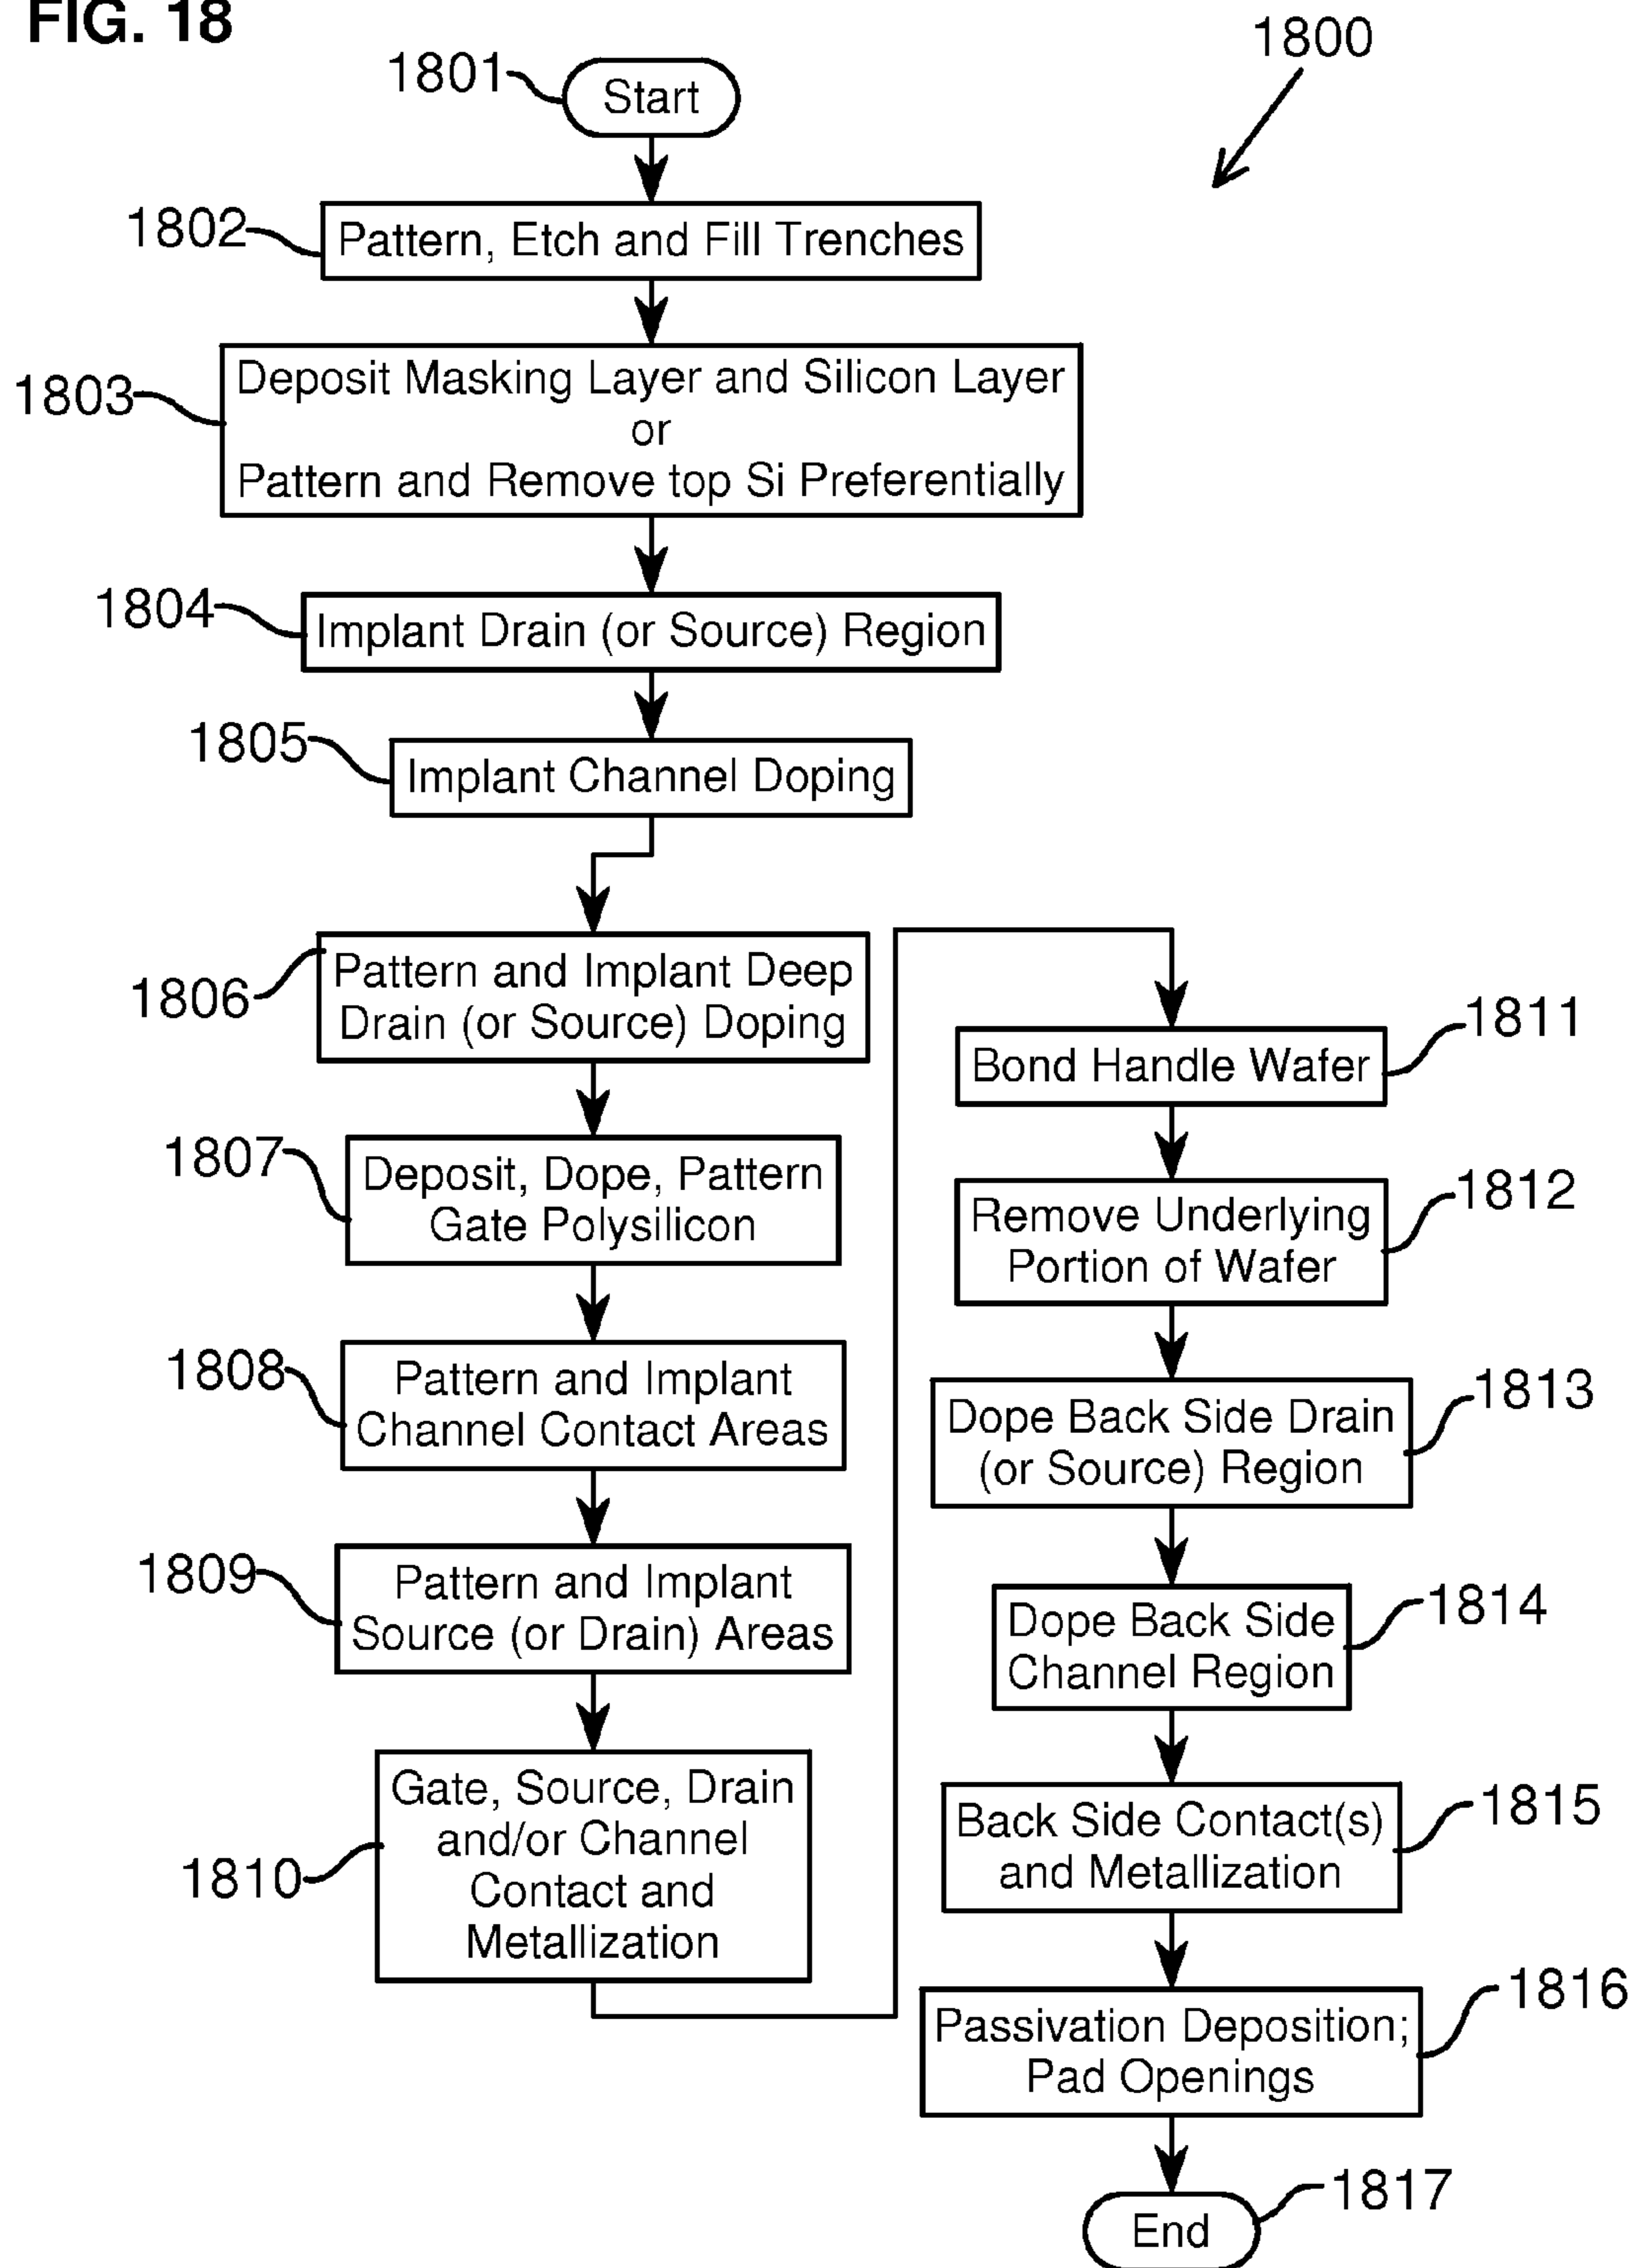 FIG. 18
1800
1801
Start
1802
Pattern, Etch and Fill Trenches
1803
Deposit Masking Layer and Silicon Layer
or
Pattern and Remove top Si Preferentially
1804
Implant Drain (or Source) Region
1805
Implant Channel Doping
1806
Pattern and Implant Deep
Drain (or Source) Doping
1807
Deposit, Dope, Pattern
Gate Polysilicon
1808
Pattern and Implant
Channel Contact Areas
1809
Pattern and Implant
Source (or Drain) Areas
1810
Gate, Source, Drain
and/or Channel
Contact and
Metallization
1811
Bond Handle Wafer
1812
Remove Underlying
Portion of Wafer
1813
Dope Back Side Drain
(or Source) Region
1814
Dope Back Side
Channel Region
1815
Back Side Contact(s)
and Metallization
1816
Passivation Deposition;
Pad Openings
1817
End